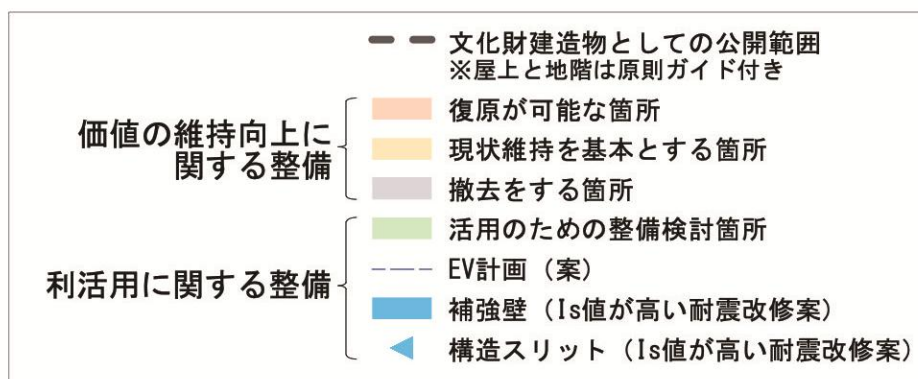 文化財建造物としての公開範囲
※屋上と地階は原則ガイド付き
価値の維持向上に
関する整備
復原が可能な箇所
現状維持を基本とする箇所
撤去をする箇所
利活用に関する整備
活用のための整備検討箇所
EV計画（案）
補強壁（Is値が高い耐震改修案）
構造スリット（Is値が高い耐震改修案）